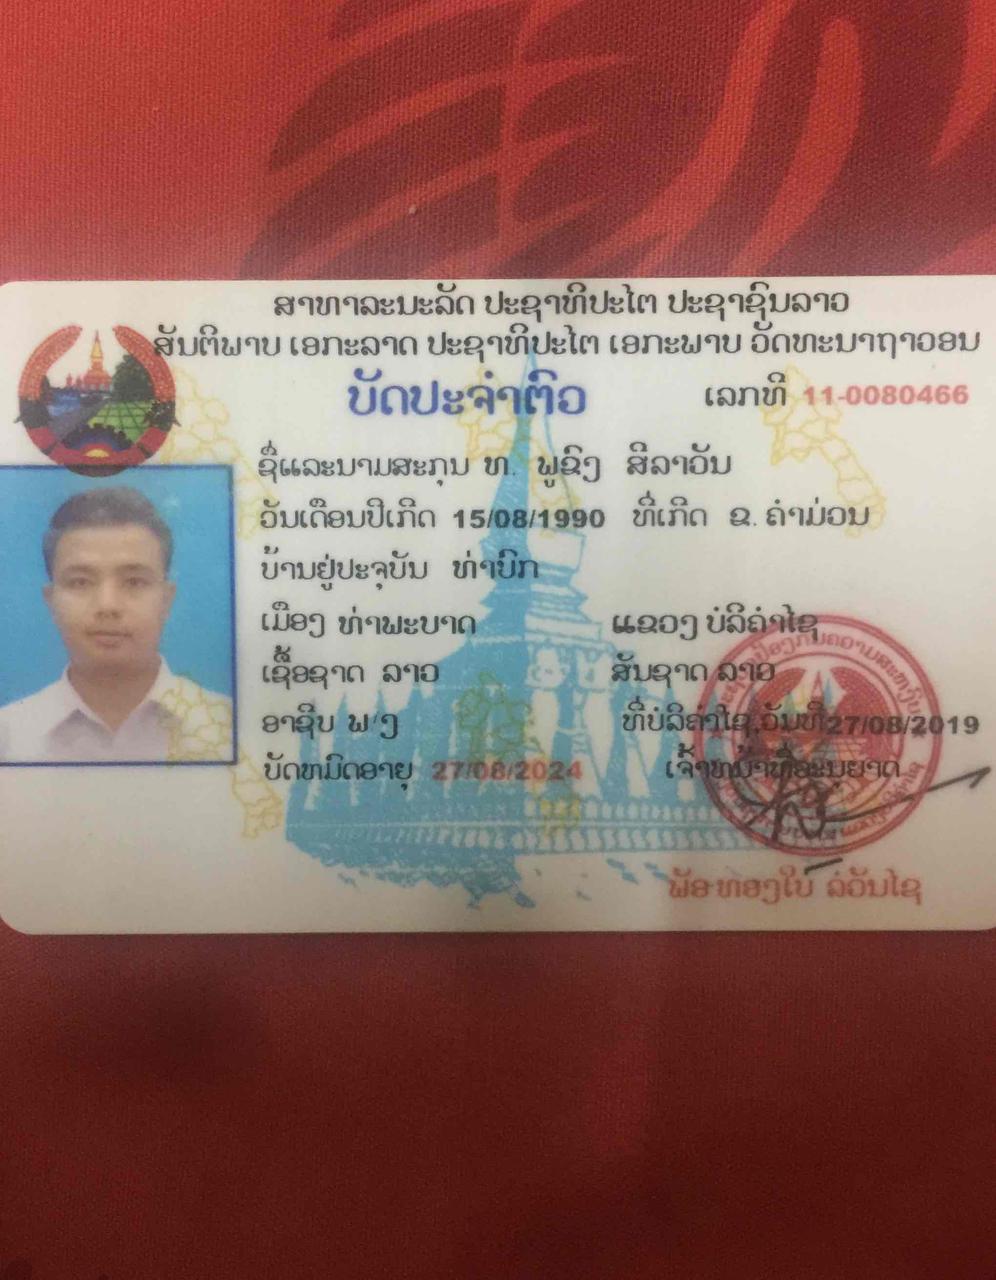 ສາທາລະນະລັດ ປະຊາທິປະໄຕ ປະຊາຊົນລາວ
ສັນຕິພາບ ເອກະລາດ ປະຊາທິປະໄຕ ເອກະພາບ ວັດທະນາຖາວອນ
ບັດປະຈຳຕົວ ເລກທີ 11-0080466
ຊື່ແລະນາມສະກຸນ ທ. ພູຊົງ ສີລາວັນ
ວັນເດືອນປີເກີດ 15/08/1990 ທີ່ເກີດ ຂ. ຄຳມ່ວນ
ບ້ານຢູ່ປະຈຸບັນ ທ່າບົກ
ເມືອງ ທ່າພະບາດ ແຂວງ ບໍລິຄຳໄຊ
ເຊື້ອຊາດ ລາວ ສັນຊາດ ລາວ
ອາຊີບ ພ/ງ ທີ່ບໍລິຄຳໄຊ,ວັນທີ27/08/2019
ບັດຫມົດອາຍຸ 27/08/2024 ເຈົ້າຫນ້າທີ່ອະນຸຍາດ
ພັອ ທອງໃບ ລໍວັນໄຊ